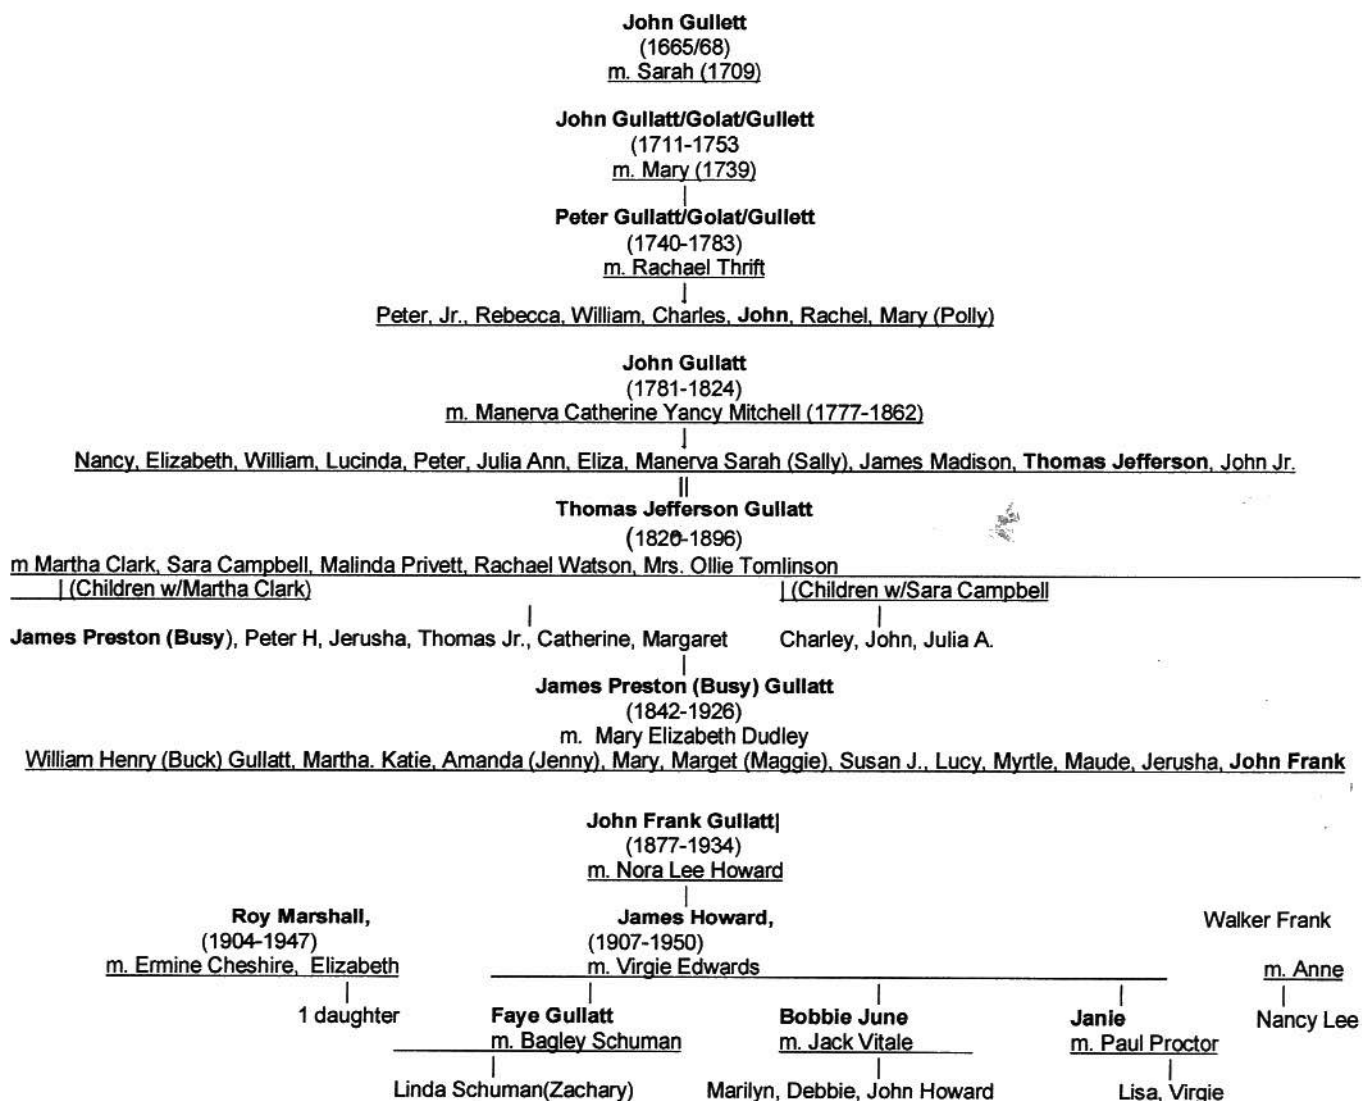 John Gullett
(1665/68)
m. Sarah (1709)
John Gullatt/Golat/Gullett
(1711-1753
m. Mary (1739)
Peter Gullatt/Golat/Gullett
(1740-1783)
m. Rachael Thrift
Peter, Jr., Rebecca, William, Charles, John, Rachel, Mary (Polly)
John Gullatt
(1781-1824)
m. Manerva Catherine Yancy Mitchell (1777-1862)
Nancy, Elizabeth, William, Lucinda, Peter, Julia Ann, Eliza, Manerva Sarah (Sally), James Madison, Thomas Jefferson, John Jr.
Thomas Jefferson Gullatt
(1820-1896)
m Martha Clark, Sara Campbell, Malinda Privett, Rachael Watson, Mrs. Ollie Tomlinson
(Children w/Martha Clark) (Children w/Sara Campbell
James Preston (Busy), Peter H, Jerusha, Thomas Jr., Catherine, Margaret Charley, John, Julia A.
James Preston (Busy) Gullatt
(1842-1926)
m. Mary Elizabeth Dudley
William Henry (Buck) Gullatt, Martha. Katie, Amanda (Jenny), Mary, Marget (Maggie), Susan J., Lucy, Myrtle, Maude, Jerusha, John Frank
John Frank Gullatt|
(1877-1934)
m. Nora Lee Howard
Roy Marshall, James Howard, Walker Frank
(1904-1947) (1907-1950)
m. Ermine Cheshire, Elizabeth m. Virgie Edwards m. Anne
1 daughter Faye Gullatt Bobbie June Janie Nancy Lee
m. Bagley Schuman m. Jack Vitale m. Paul Proctor
Linda Schuman(Zachary) Marilyn, Debbie, John Howard Lisa, Virgie